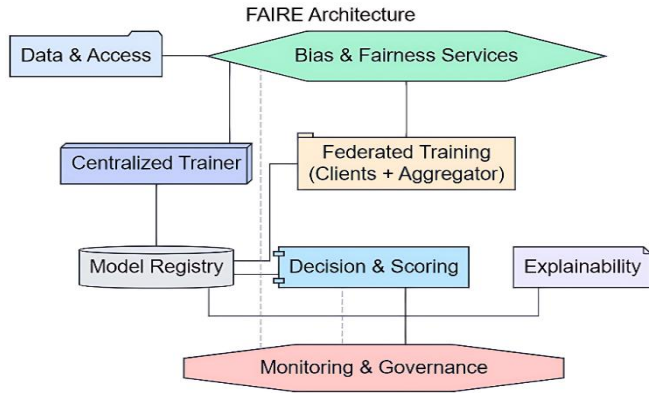 FAIRE Architecture
Data & Access
Bias & Fairness Services
Centralized Trainer
Federated Training
(Clients + Aggregator)
Model Registry
Decision & Scoring
Explainability
Monitoring & Governance